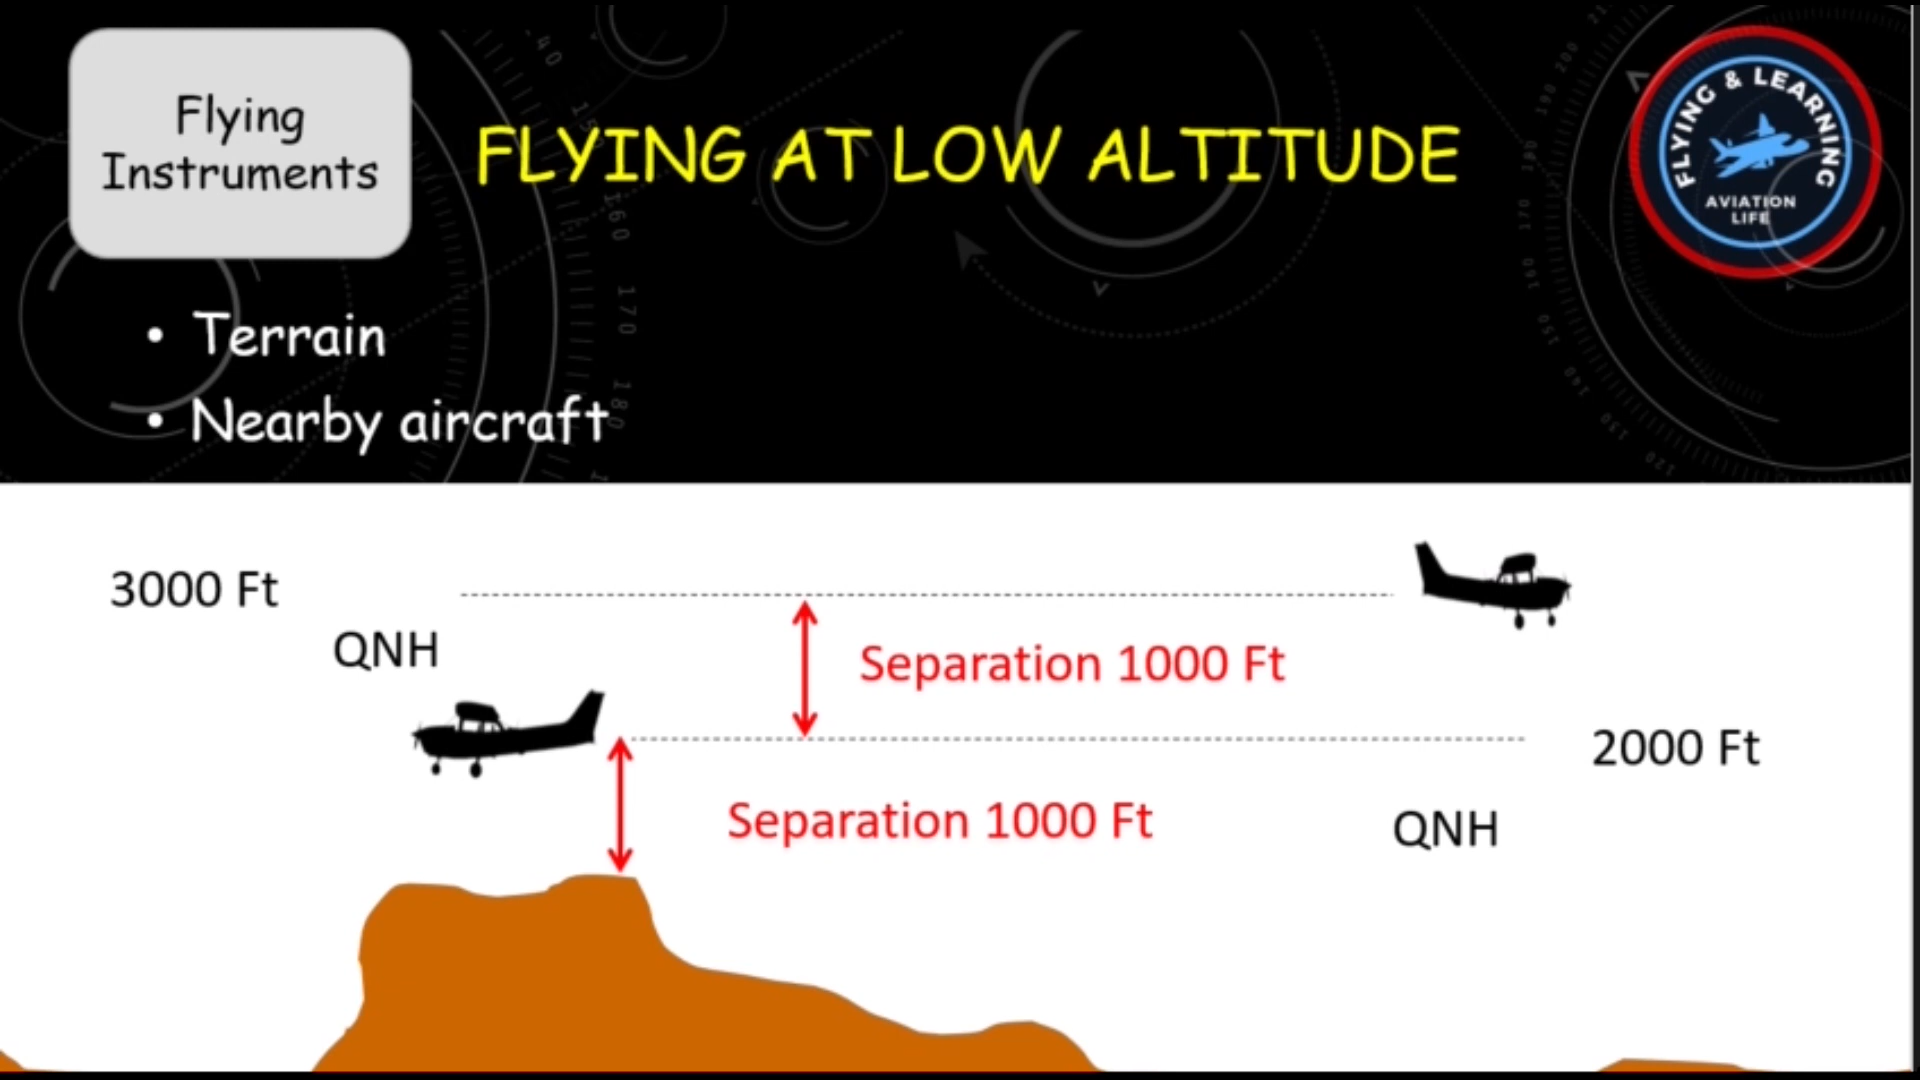 Flying
Instruments
FLYING AT LOW ALTITUDE
FLYING & LEARNING
AVIATION
LIFE
• Terrain
• Nearby aircraft
3000 Ft
QNH
Separation 1000 Ft
2000 Ft
Separation 1000 Ft
QNH